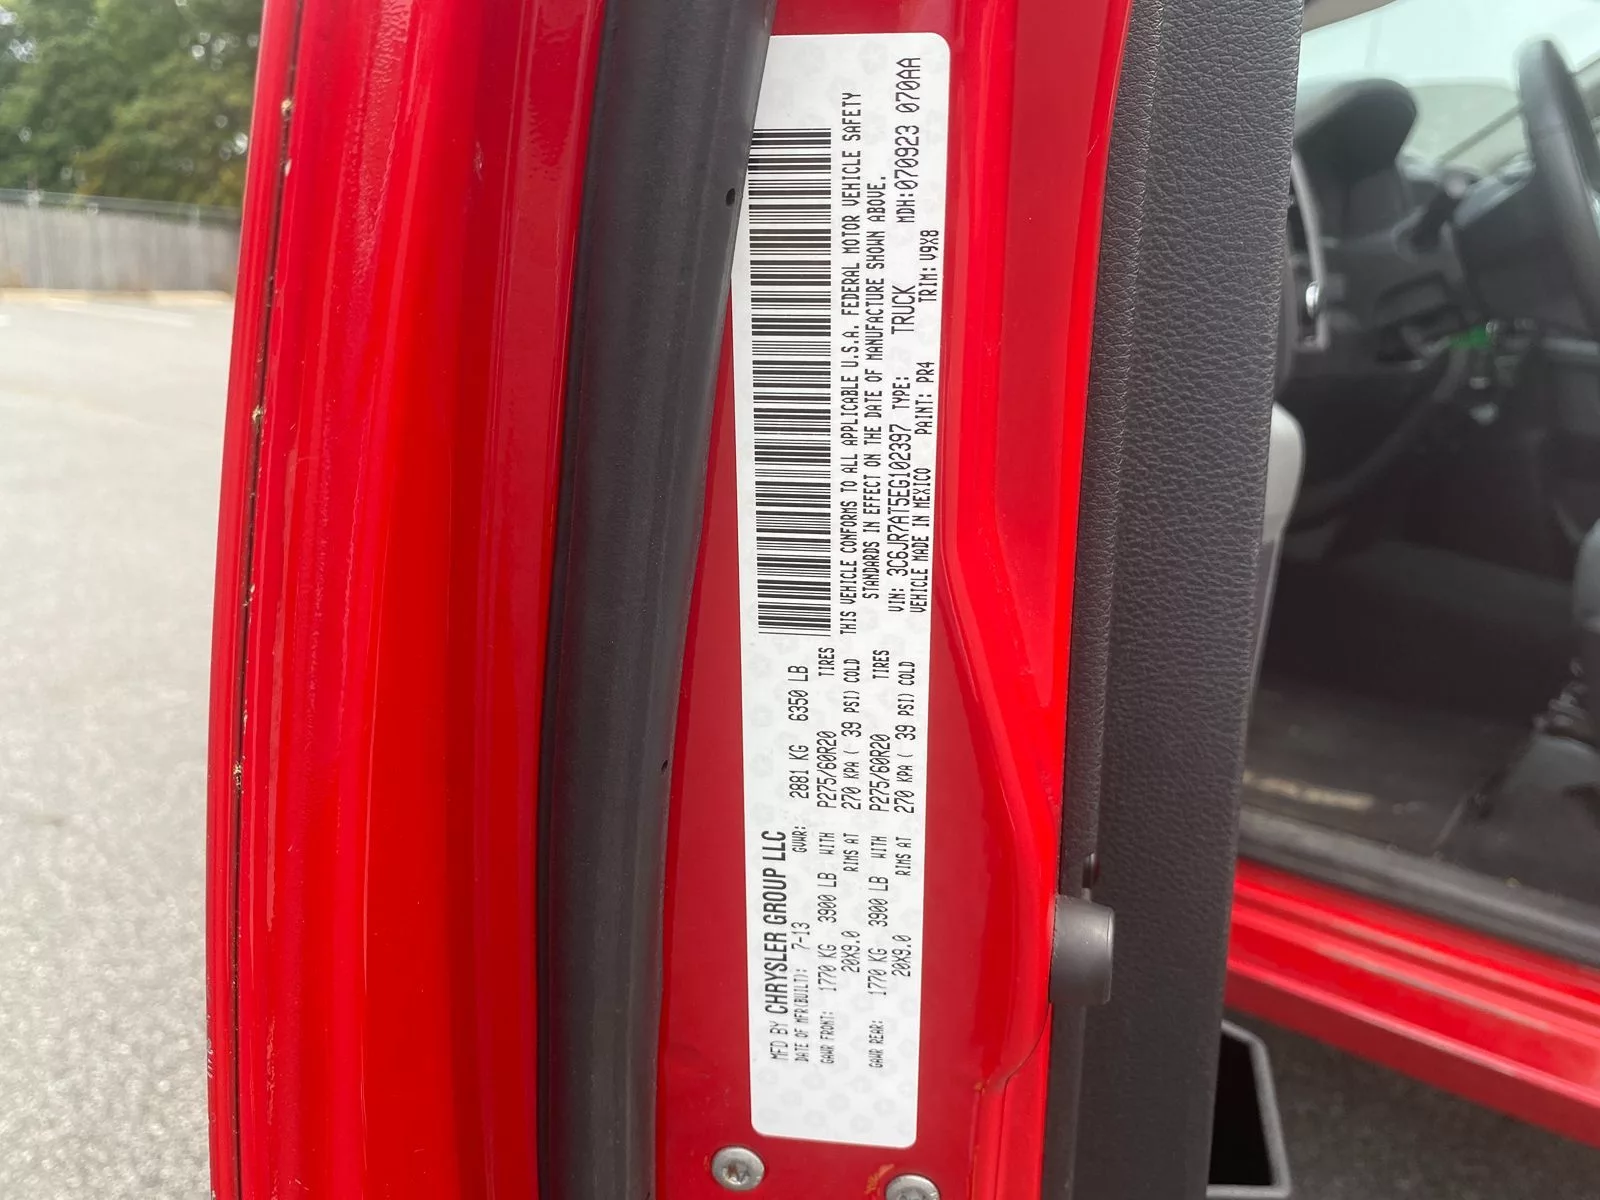 MFD BY CHRYSLER GROUP LLC
DATE OF MFR(BUILT): 7-13 GVWR: 2881 KG 6350 LB
GAWR FRONT: 1770 KG 3900 LB WITH P275/60R20 TIRES
20X9.0 RIMS AT 270 KPA ( 39 PSI) COLD
GAWR REAR: 1770 KG 3900 LB WITH P275/60R20 TIRES
20X9.0 RIMS AT 270 KPA ( 39 PSI) COLD
THIS VEHICLE CONFORMS TO ALL APPLICABLE U.S.A. FEDERAL MOTOR VEHICLE SAFETY
STANDARDS IN EFFECT ON THE DATE OF MANUFACTURE SHOWN ABOVE.
VIN: 3C6JR7AT5EG102397 TYPE: TRUCK MDH:070923 070AA
VEHICLE MADE IN MEXICO PAINT: PR4 TRIM: V9X8